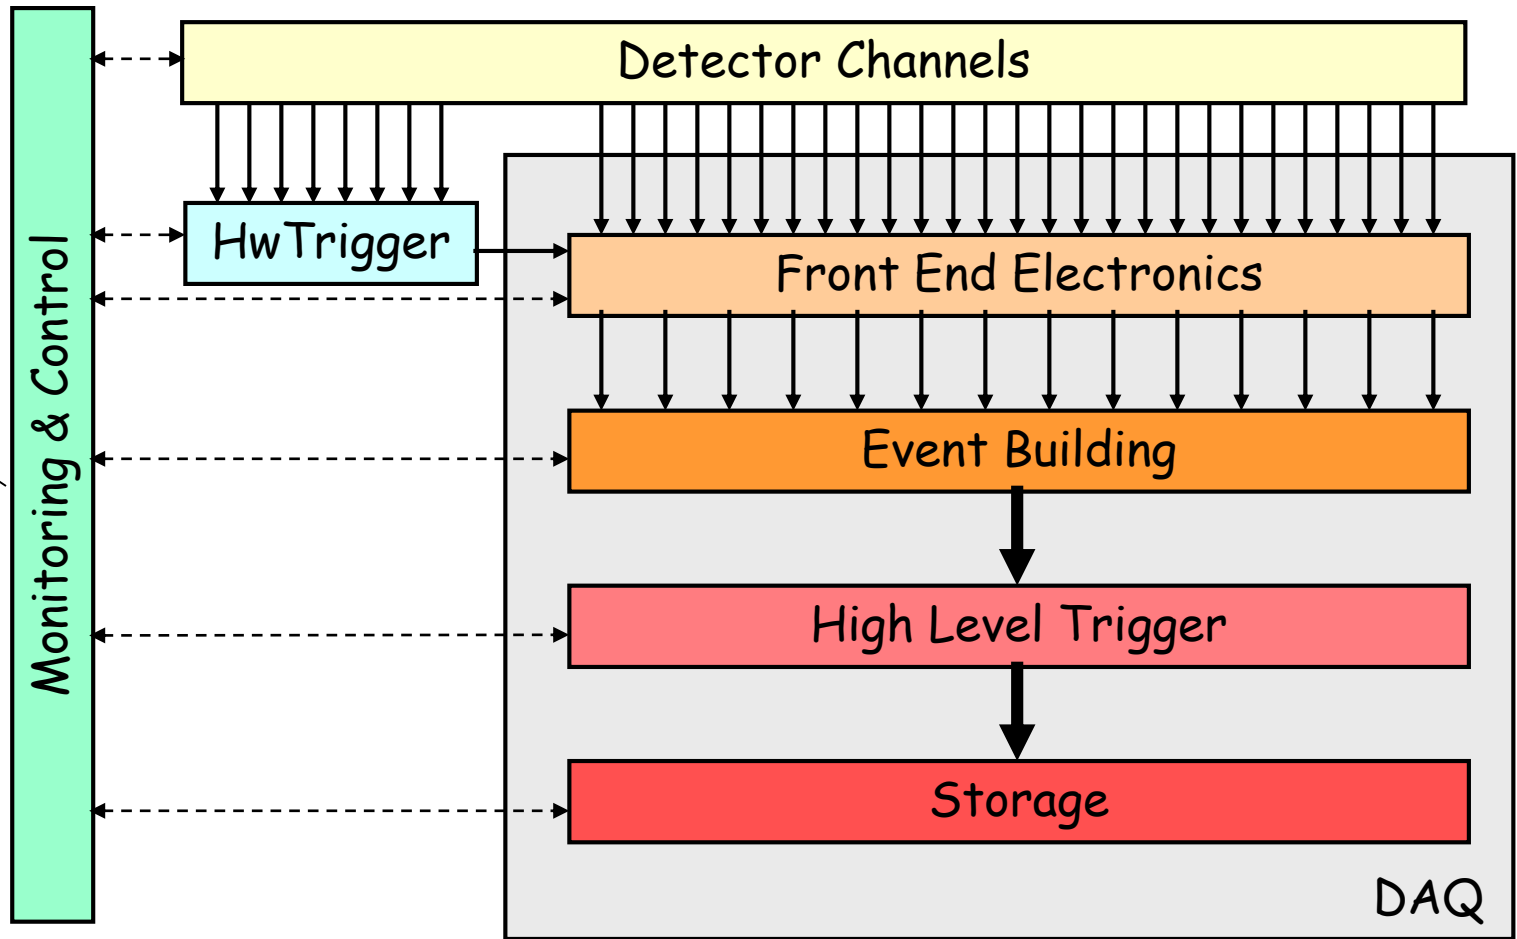 Detector Channels
HwTrigger
Front End Electronics
Monitoring & Control
Event Building
High Level Trigger
Storage
DAQ